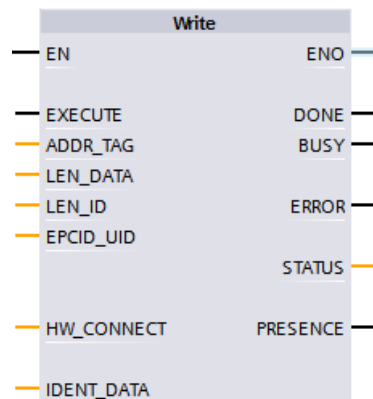 Write
EN ENO
EXECUTE DONE
ADDR_TAG BUSY
LEN_DATA
LEN_ID ERROR
EPCID_UID
STATUS
HW_CONNECT PRESENCE
IDENT_DATA